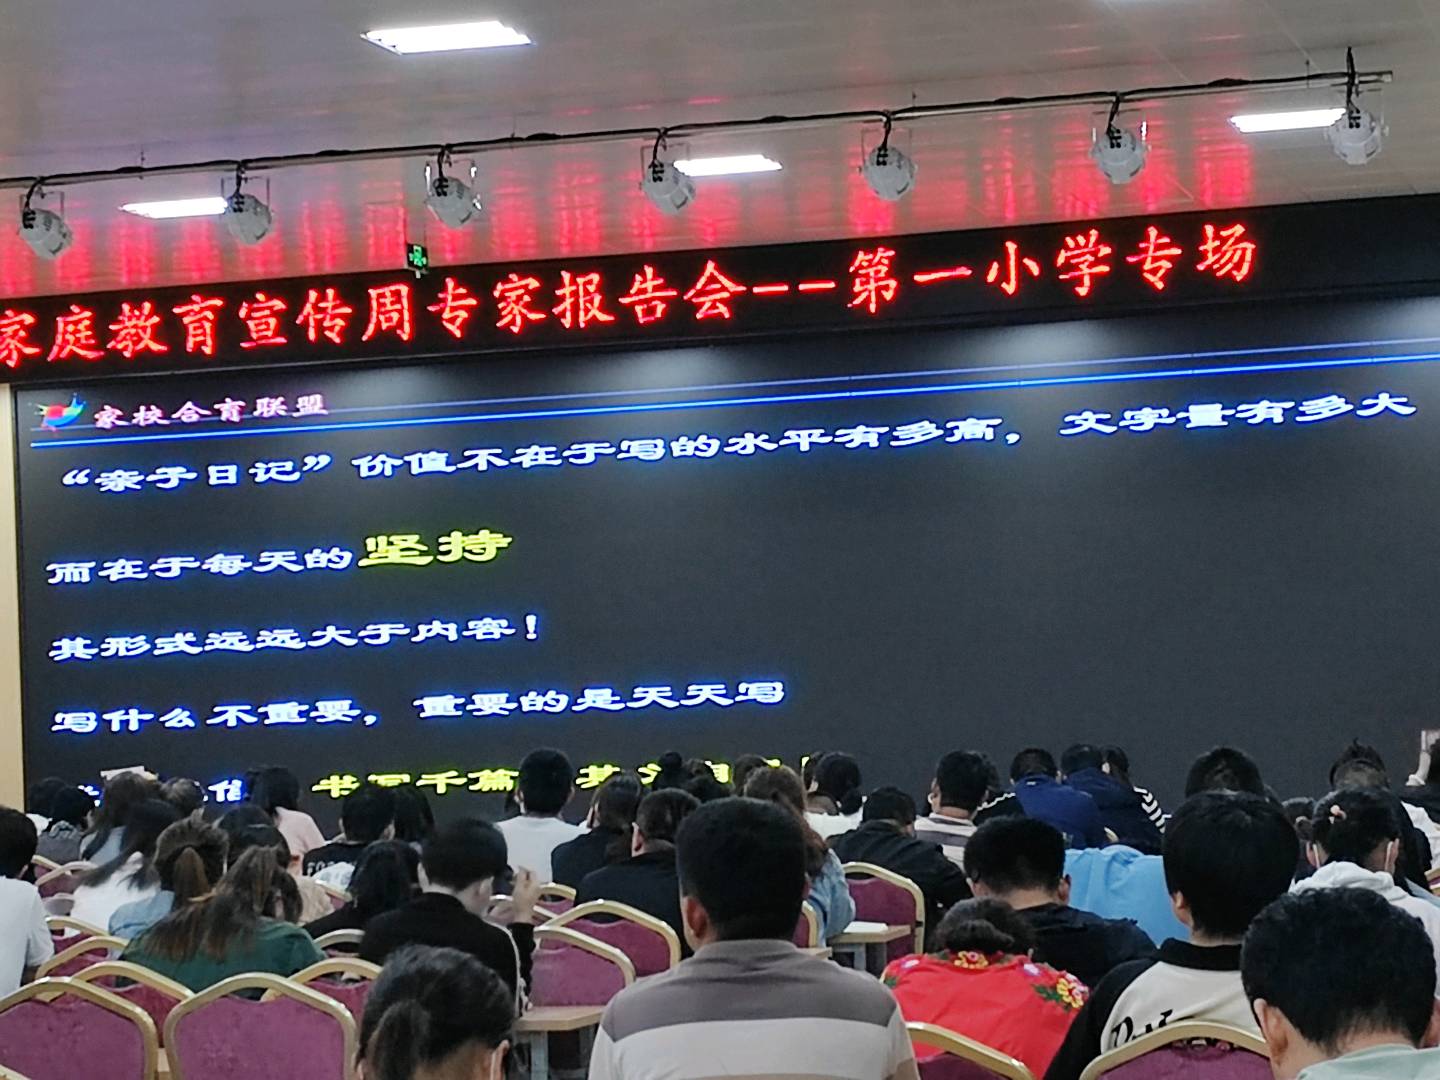 家庭教育宣传周专家报告会--第一小学专场
家校合育联盟
“亲子日记”价值不在于写的水平有多高，文字量有多大
而在于每天的坚持
其形式远远大于内容！
写什么不重要，重要的是天天写
书写千篇